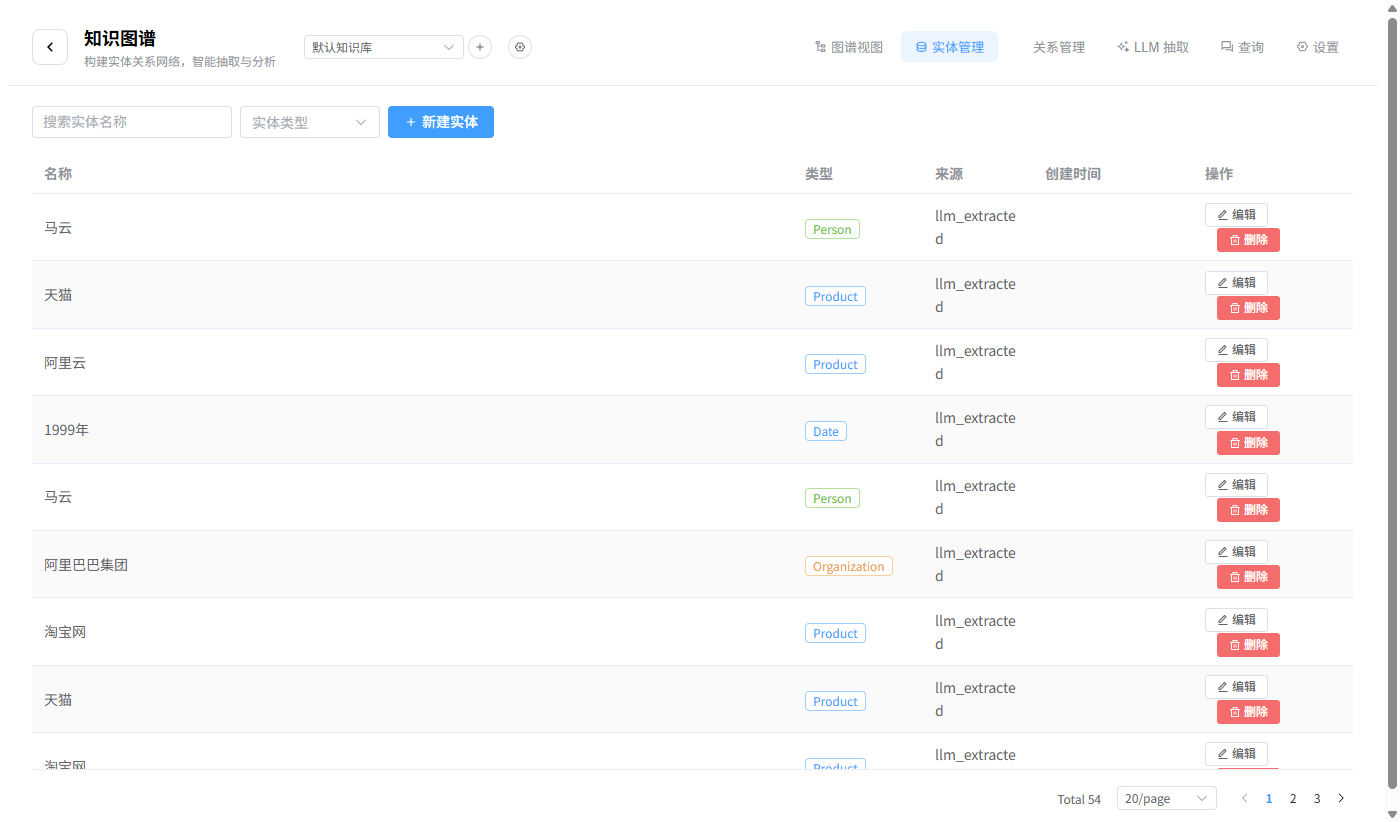 知识图谱
构建实体关系网络，智能抽取与分析
默认知识库
图谱视图
实体管理
关系管理
LLM 抽取
查询
设置
搜索实体名称
实体类型
+ 新建实体
名称 类型 来源 创建时间 操作
马云 Person llm_extracte
d
编辑
删除
天猫 Product llm_extracte
d
编辑
删除
阿里云 Product llm_extracte
d
编辑
删除
1999年 Date llm_extracte
d
编辑
删除
马云 Person llm_extracte
d
编辑
删除
阿里巴巴集团 Organization llm_extracte
d
编辑
删除
淘宝网 Product llm_extracte
d
编辑
删除
天猫 Product llm_extracte
d
编辑
删除
淘宝网 Product llm_extracte
编辑
Total 54 20/page 1 2 3